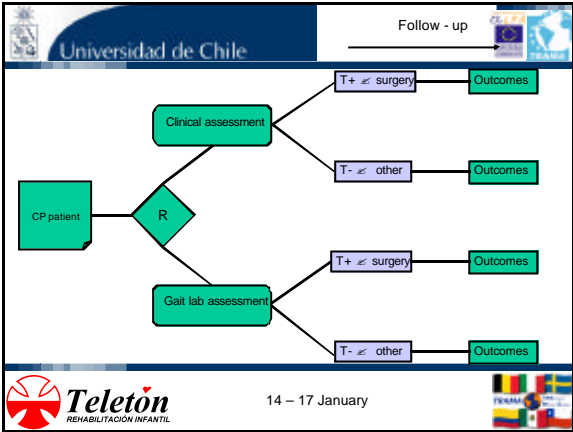 Follow - up
Universidad de Chile
T+ ≪ surgery
Outcomes
Clinical assessment
T- ≪ other
Outcomes
CP patient
R
T+ ≪ surgery
Outcomes
Gait lab assessment
T- ≪ other
Outcomes
Teletón
REHABILITACIÓN INFANTIL
14 – 17 January